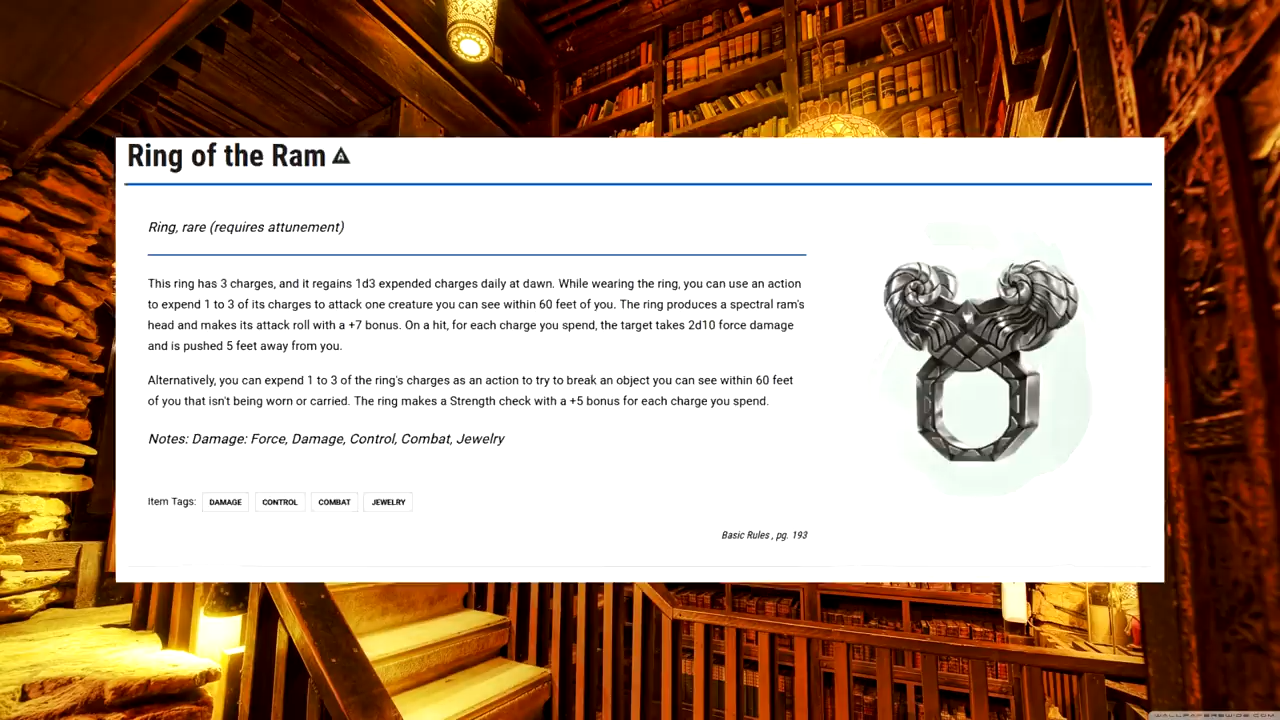 Ring of the Ram
Ring, rare (requires attunement)
This ring has 3 charges, and it regains 1d3 expended charges daily at dawn. While wearing the ring, you can use an action
to expend 1 to 3 of its charges to attack one creature you can see within 60 feet of you. The ring produces a spectral ram's
head and makes its attack roll with a +7 bonus. On a hit, for each charge you spend, the target takes 2d10 force damage
and is pushed 5 feet away from you.
Alternatively, you can expend 1 to 3 of the ring's charges as an action to try to break an object you can see within 60 feet
of you that isn't being worn or carried. The ring makes a Strength check with a +5 bonus for each charge you spend.
Notes: Damage: Force, Damage, Control, Combat, Jewelry
Item Tags: DAMAGE CONTROL COMBAT JEWELRY
Basic Rules , pg. 193
WALLPAPERSWIDE.COM